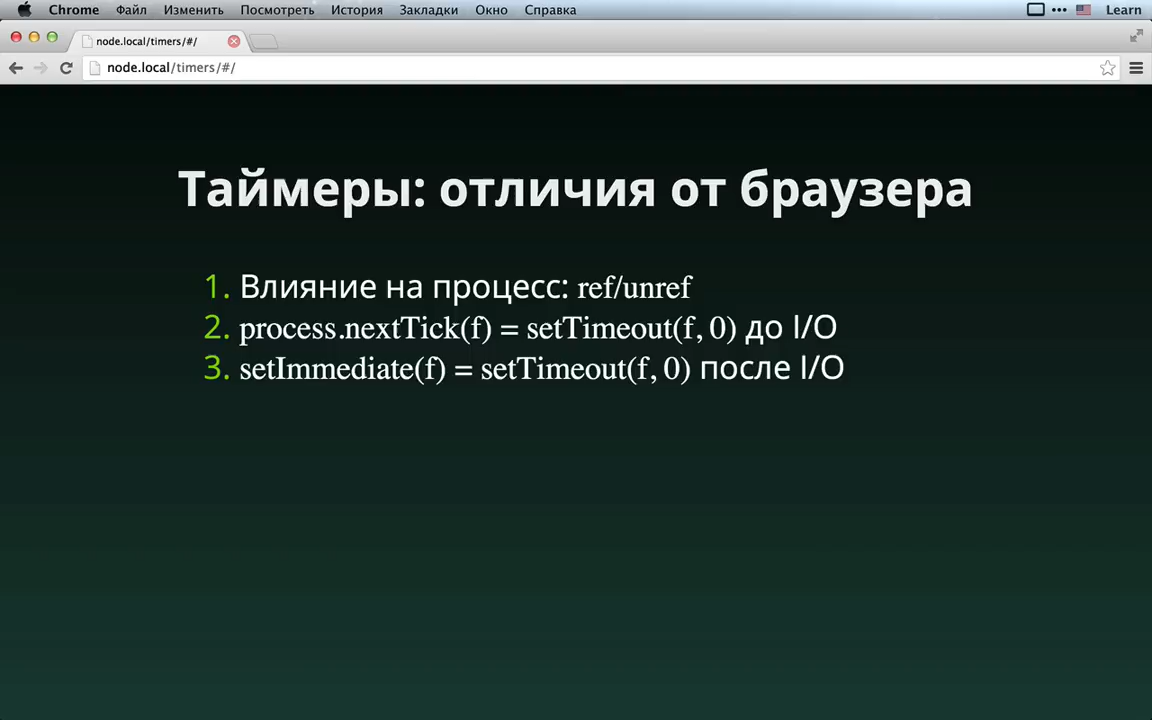 Chrome Файл Изменить Посмотреть История Закладки Окно Справка Learn
node.local/timers/#/
node.local/timers/#/
Таймеры: отличия от браузера
1. Влияние на процесс: ref/unref
2. process.nextTick(f) = setTimeout(f, 0) до I/O
3. setImmediate(f) = setTimeout(f, 0) после I/O